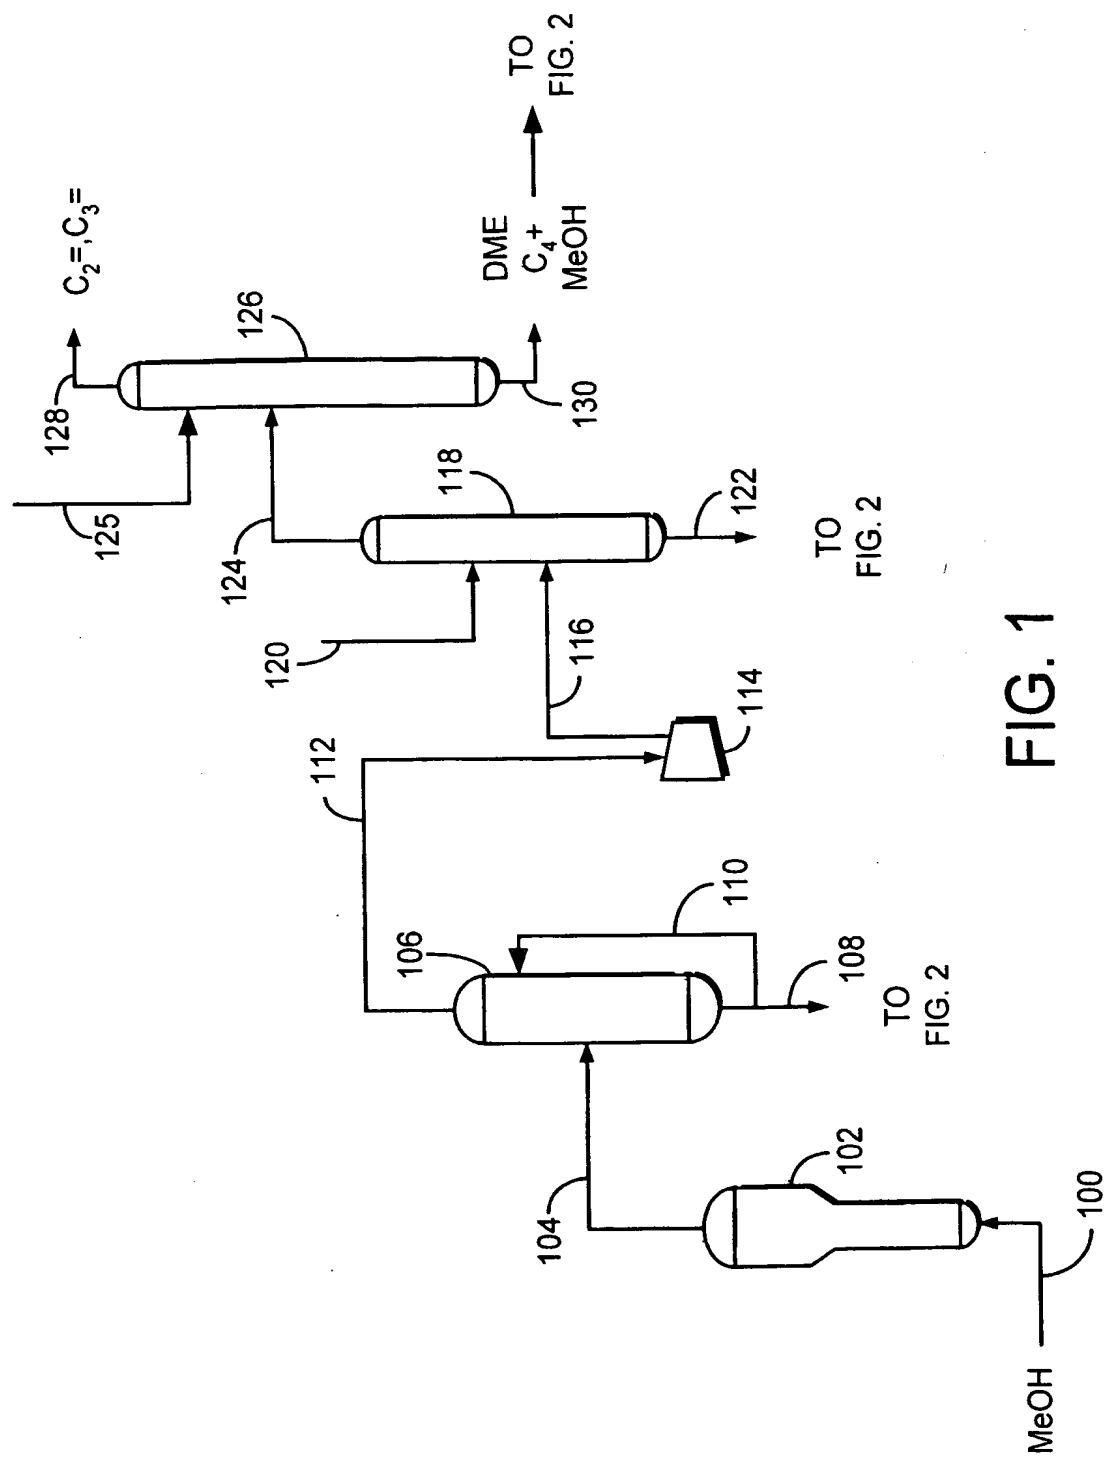 MeOH
100
102
104
106
TO
FIG. 2
108
110
112
114
116
120
118
TO
FIG. 2
122
124
125
128
126
C2=,C3=
130
DME
C4+
MeOH
TO
FIG. 2
FIG. 1